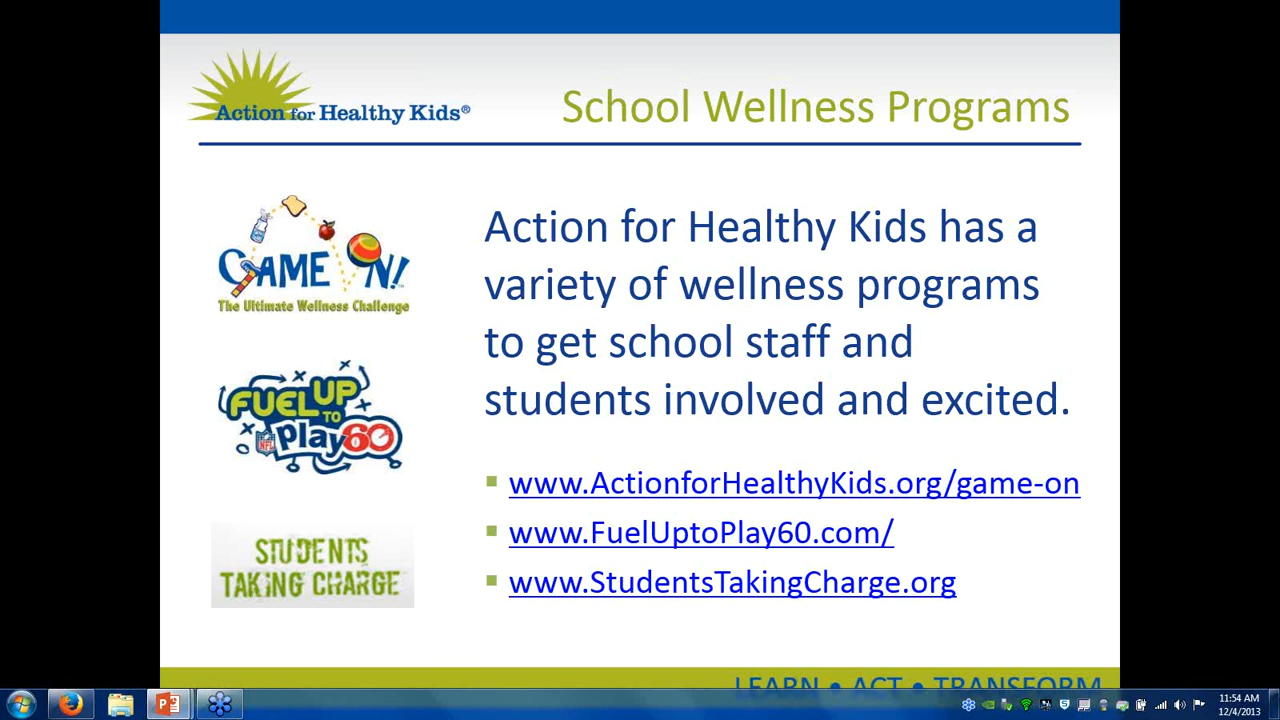 Action for Healthy Kids®
School Wellness Programs
GAME ON!
The Ultimate Wellness Challenge
FUEL UP
TO
NFL
play 60
STUDENTS
TAKING CHARGE
Action for Healthy Kids has a
variety of wellness programs
to get school staff and
students involved and excited.
www.ActionforHealthyKids.org/game-on
www.FuelUptoPlay60.com/
www.StudentsTakingCharge.org
LEARN • ACT • TRANSFORM
11:54 AM
12/4/2013